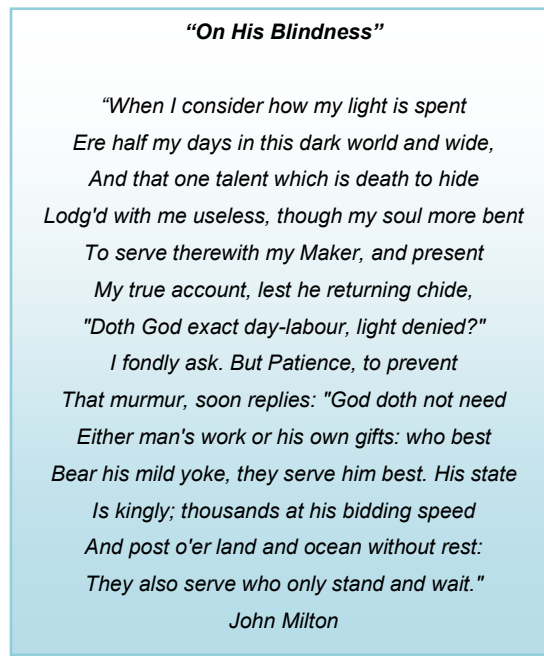 “On His Blindness”
“When I consider how my light is spent
Ere half my days in this dark world and wide,
And that one talent which is death to hide
Lodg'd with me useless, though my soul more bent
To serve therewith my Maker, and present
My true account, lest he returning chide,
"Doth God exact day-labour, light denied?"
I fondly ask. But Patience, to prevent
That murmur, soon replies: "God doth not need
Either man's work or his own gifts: who best
Bear his mild yoke, they serve him best. His state
Is kingly; thousands at his bidding speed
And post o'er land and ocean without rest:
They also serve who only stand and wait."
John Milton